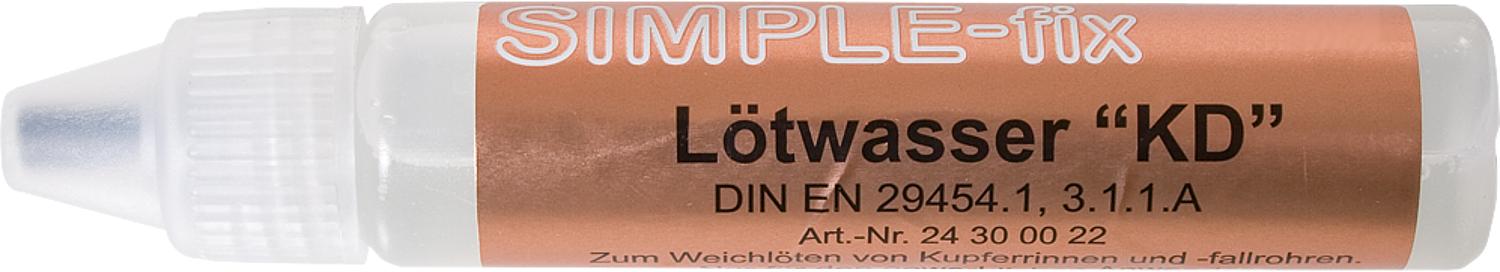 SIMPLE-fix
Lötwasser “KD”
DIN EN 29454.1, 3.1.1.A
Art.-Nr. 24 30 00 22
Zum Weichlöten von Kupferrinnen und -fallrohren.